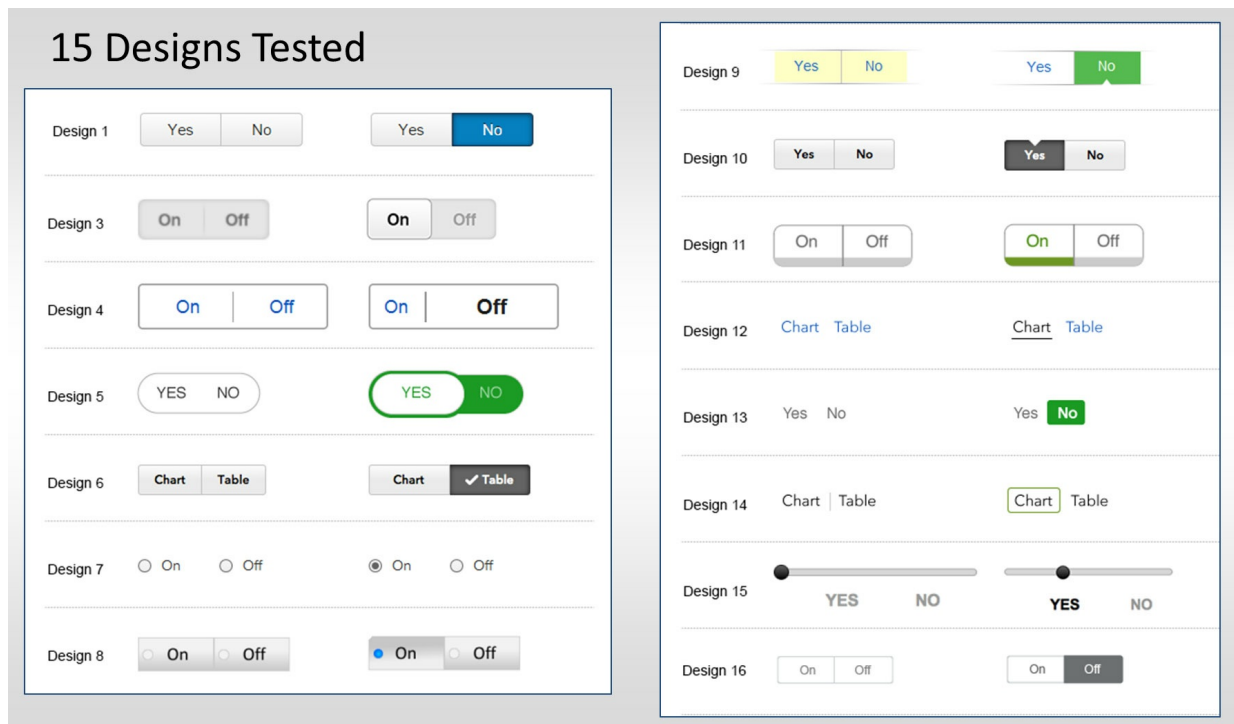 15 Designs Tested
Design 1 Yes No Yes No
Design 3 On Off On Off
Design 4 On Off On Off
Design 5 YES NO YES NO
Design 6 Chart Table Chart Table
Design 7 On Off On Off
Design 8 On Off On Off
Design 9 Yes No Yes No
Design 10 Yes No Yes No
Design 11 On Off On Off
Design 12 Chart Table Chart Table
Design 13 Yes No Yes No
Design 14 Chart Table Chart Table
Design 15 YES NO YES NO
Design 16 On Off On Off